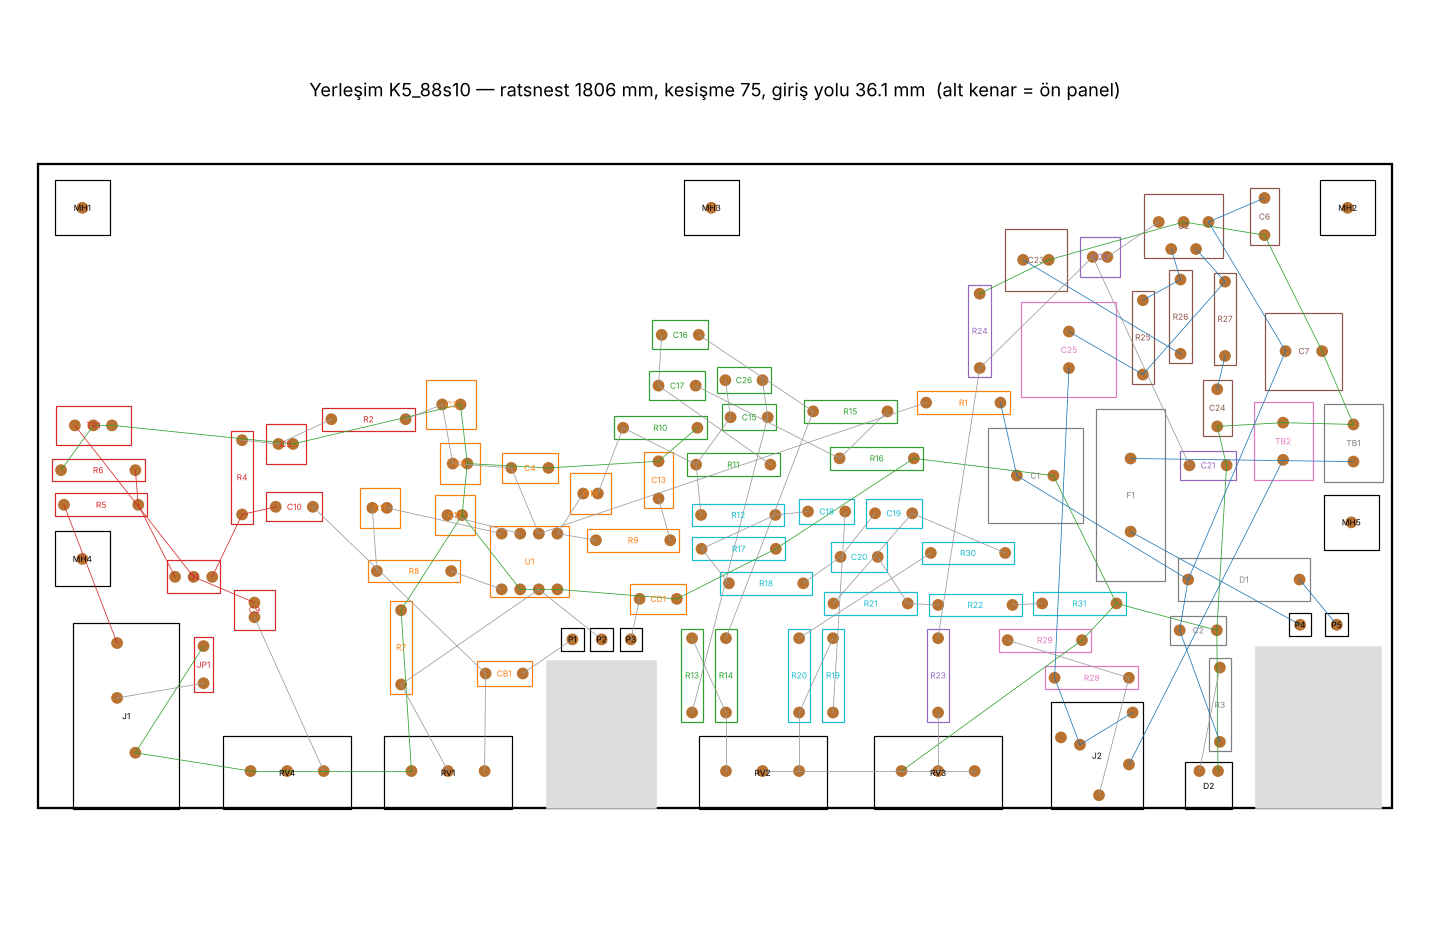 Yerleşim K5_88s10 — ratsnest 1806 mm, kesişme 75, giriş yolu 36.1 mm (alt kenar = ön panel)
MH1
MH3
MH2
C6
C23
R24
R26
R27
R25
C25
C7
C16
C17
C26
C15
R15
R1
C24
TB2
TB1
R2
R10
R6
R4
C4
R11
R16
C13
C1
C21
F1
R5
C10
R12
C18
C19
MH5
R9
R17
R30
C20
MH4
U1
R8
R18
D1
CD1
R21
R22
R31
P1
P2
P3
C2
P4
P5
R29
JP1
R7
CB1
R13
R14
R20
R19
R23
R28
R3
J1
J2
RV4
RV1
RV2
RV3
D2